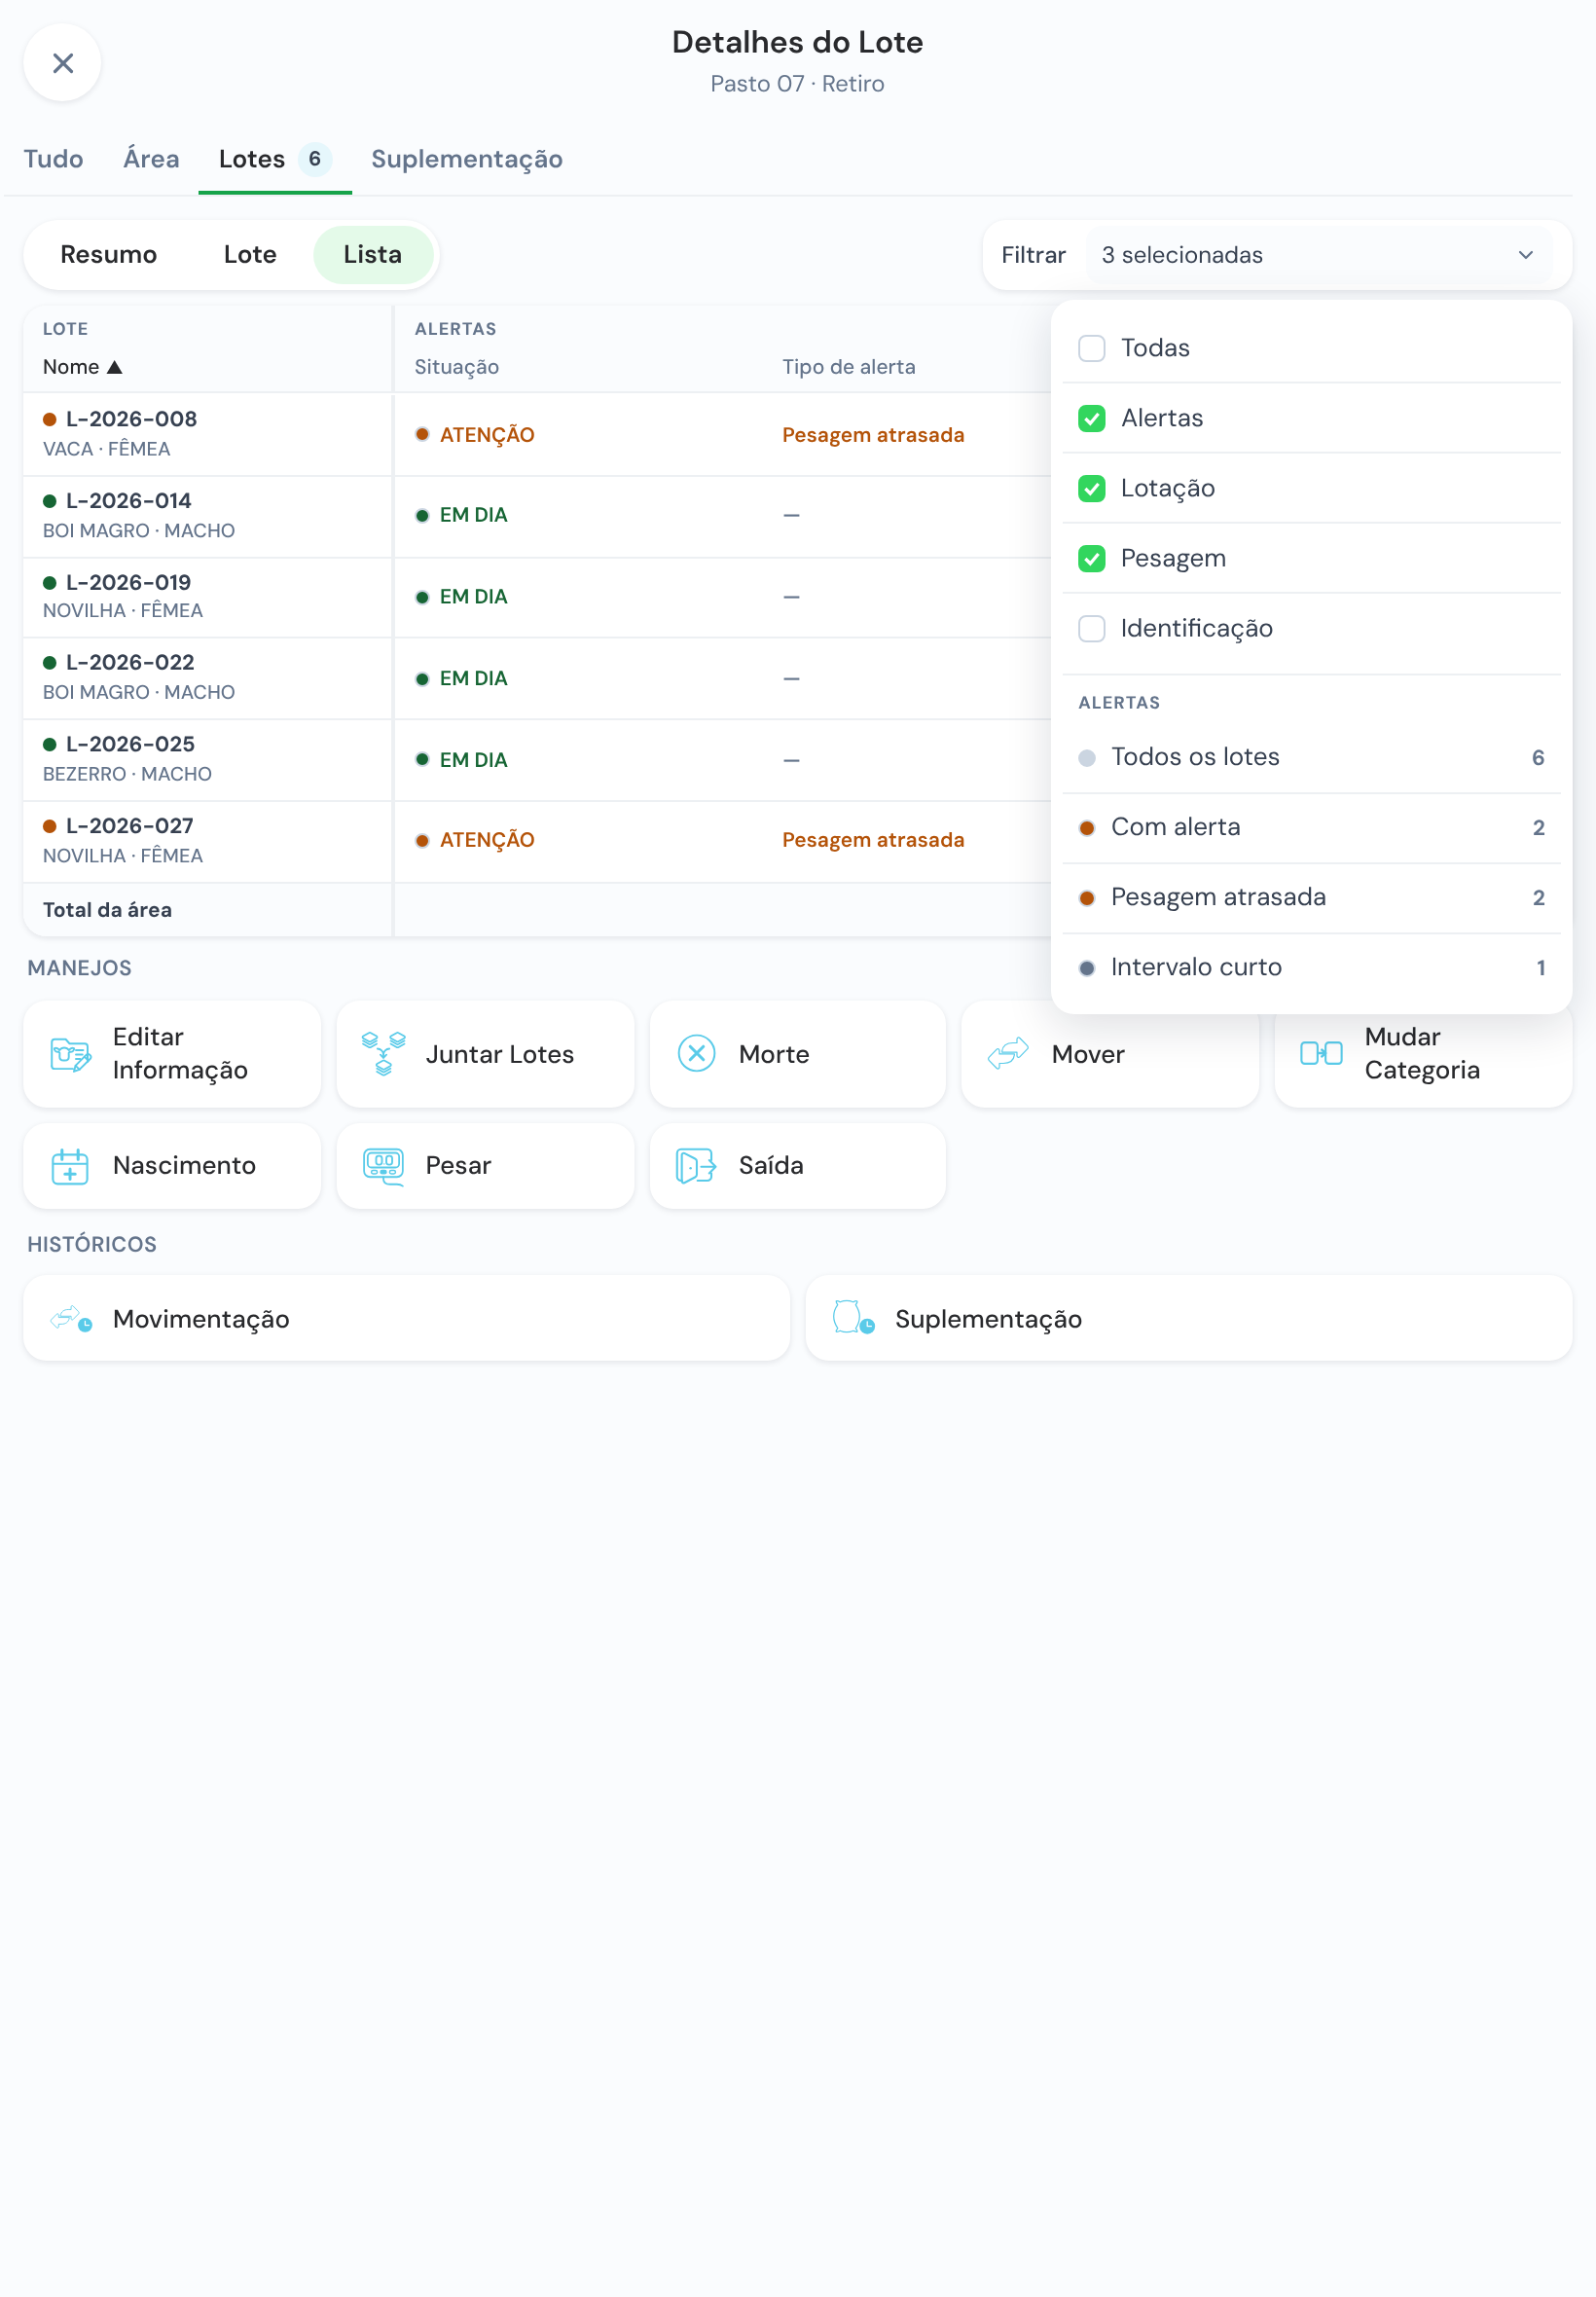 Detalhes do Lote
Pasto 07 · Retiro
Tudo Área Lotes 6 Suplementação
Resumo Lote Lista Filtrar 3 selecionadas
LOTE ALERTAS
Nome ▲ Situação Tipo de alerta
L-2026-008
VACA · FÊMEA
ATENÇÃO Pesagem atrasada
L-2026-014
BOI MAGRO · MACHO
EM DIA —
L-2026-019
NOVILHA · FÊMEA
EM DIA —
L-2026-022
BOI MAGRO · MACHO
EM DIA —
L-2026-025
BEZERRO · MACHO
EM DIA —
L-2026-027
NOVILHA · FÊMEA
ATENÇÃO Pesagem atrasada
Total da área
Todas
Alertas
Lotação
Pesagem
Identificação
ALERTAS
Todos os lotes 6
Com alerta 2
Pesagem atrasada 2
Intervalo curto 1
MANEJOS
Editar
Informação
Juntar Lotes
Morte
Mover
Mudar
Categoria
Nascimento
Pesar
Saída
HISTÓRICOS
Movimentação
Suplementação